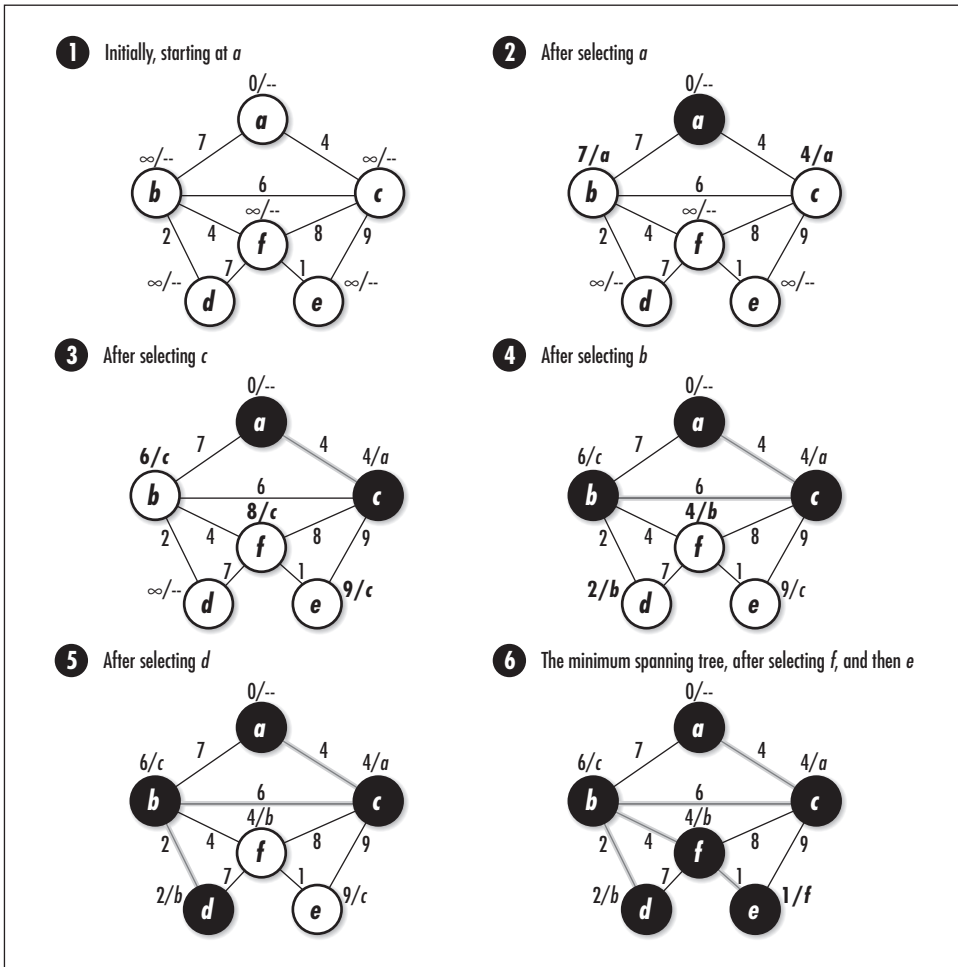 1 Initially, starting at a
0/--
a
7 4
∞/-- ∞/--
b 6 c
∞/--
2 4 f 8 9
7 1
∞/-- d e ∞/--
2 After selecting a
0/--
a
7 4
7/a 4/a
b 6 c
∞/--
2 4 f 8 9
7 1
∞/-- d e ∞/--
3 After selecting c
0/--
a
7 4
6/c 4/a
b 6 c
8/c
2 4 f 8 9
7 1
∞/-- d e 9/c
4 After selecting b
0/--
a
7 4
6/c 4/a
b 6 c
4/b
2 4 f 8 9
7 1
2/b d e 9/c
5 After selecting d
0/--
a
7 4
6/c 4/a
b 6 c
4/b
2 4 f 8 9
7 1
2/b d e 9/c
6 The minimum spanning tree, after selecting f, and then e
0/--
a
7 4
6/c 4/a
b 6 c
4/b
2 4 f 8 9
7 1
2/b d e 1/f